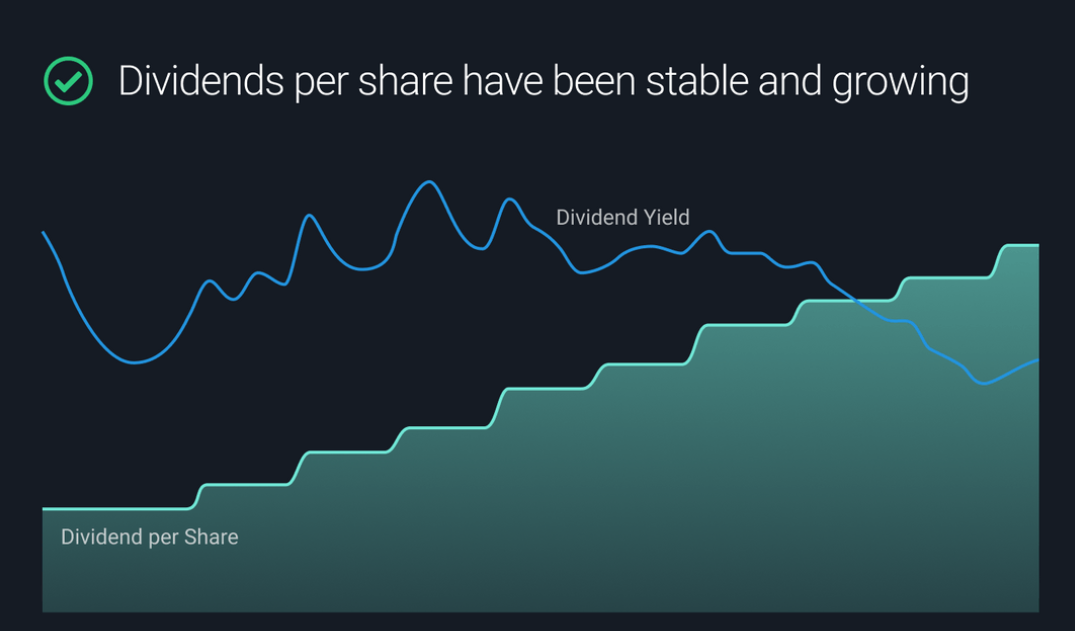 Dividends per share have been stable and growing
Dividend Yield
Dividend per Share